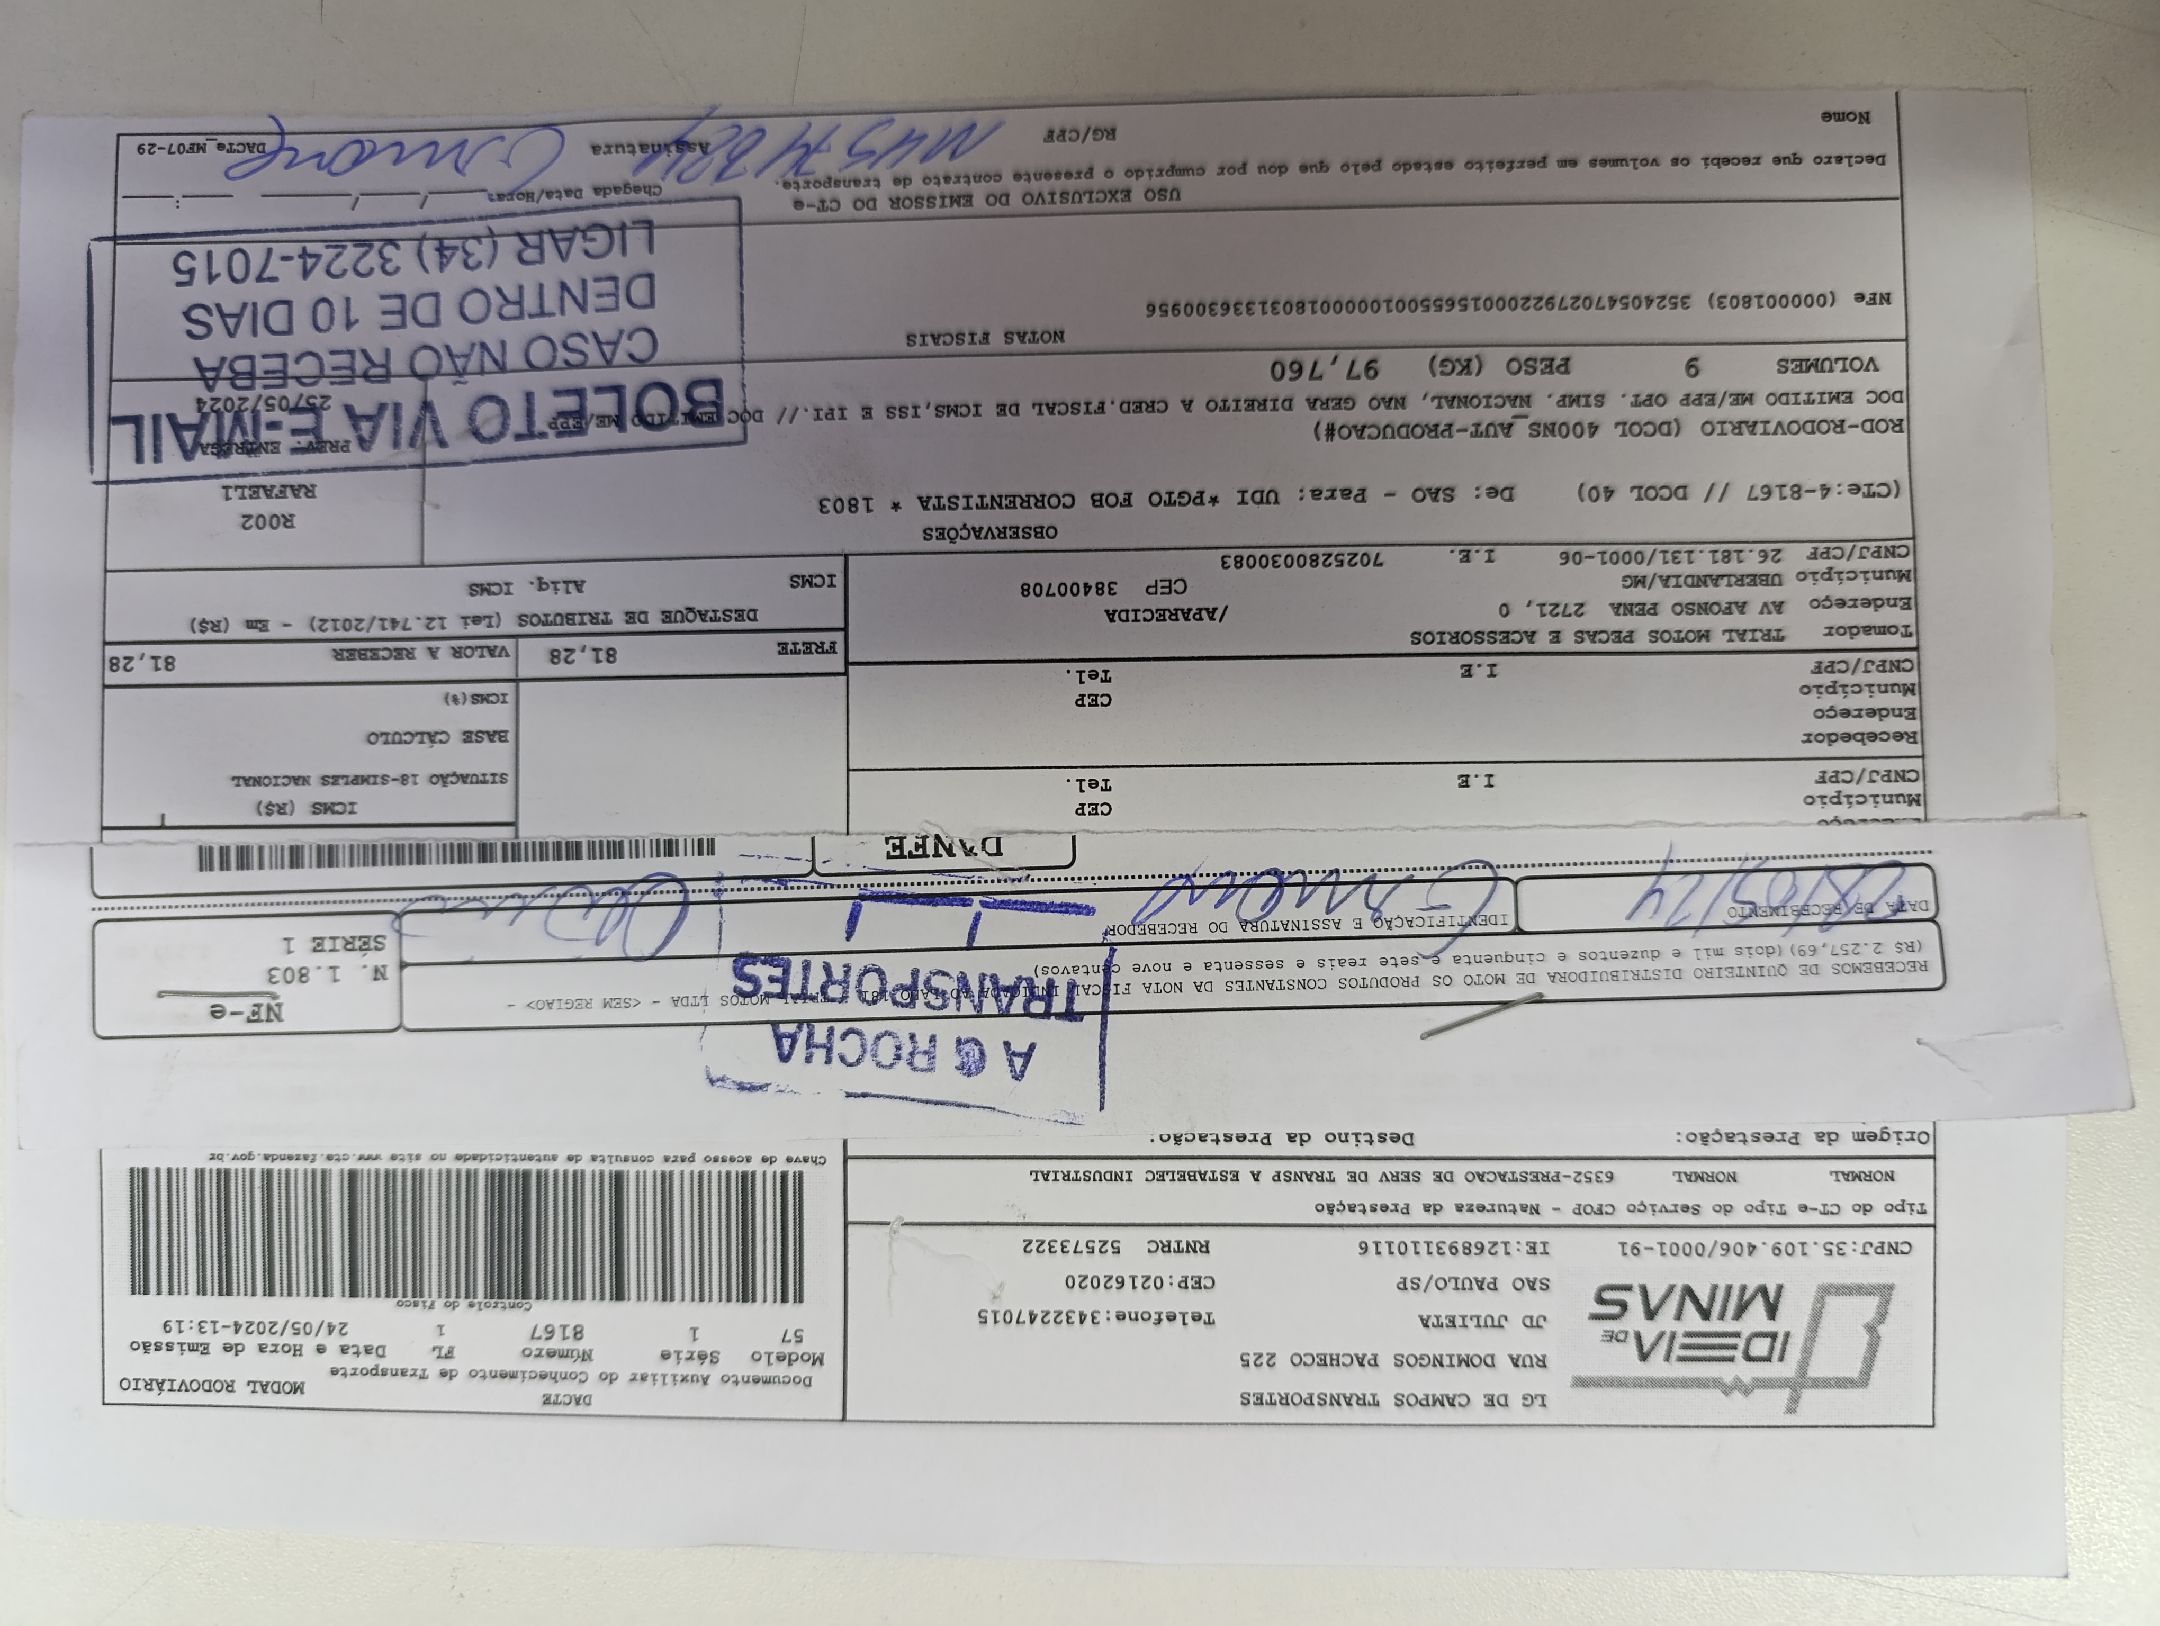 DACTE
Documento Auxiliar do Conhecimento de Transporte
MODAL RODOVIÁRIO
Modelo Série Número FL Data e Hora de Emissão
57 1 8167 1 24/05/2024-13:19
Controle do Fisco
Chave de acesso para consulta de autenticidade no site www.cte.fazenda.gov.br
IDEIA DE
MINAS
LG DE CAMPOS TRANSPORTES
RUA DOMINGOS PACHECO 225
JD JULIETA Telefone:3432247015
SAO PAULO/SP CEP:02162020
CNPJ:35.109.406/0001-91 IE:126893110116 RNTRC 52573322
Tipo do CT-e Tipo do Serviço CFOP - Natureza da Prestação
NORMAL NORMAL 6352-PRESTACAO DE SERV DE TRANSP A ESTABELEC INDUSTRIAL
Origem da Prestação: Destino da Prestação:
A G ROCHA
TRANSPORTES
RECEBEMOS DE QUINTEIRO DISTRIBUIDORA DE MOTO OS PRODUTOS CONSTANTES DA NOTA FISCAL INDICADA AO LADO TRIAL MOTOS LTDA - <SEM REGIAO> -
(R$ 2.257,69)(dois mil e duzentos e cinquenta e sete reais e sessenta e nove centavos)
NF-e
N. 1.803
SÉRIE 1
DATA DE RECEBIMENTO
IDENTIFICAÇÃO E ASSINATURA DO RECEBEDOR
DANFE
Município CEP
CNPJ/CPF I.E Tel.
ICMS (R$)
SITUAÇÃO 18-SIMPLES NACIONAL
BASE CÁLCULO
ICMS(%)
Recebedor
Endereço
Município CEP
CNPJ/CPF I.E Tel.
FRETE 81,28 VALOR A RECEBER 81,28
Tomador TRIAL MOTOS PECAS E ACESSORIOS
Endereço AV AFONSO PENA 2721, 0 /APARECIDA
Município UBERLANDIA/MG CEP 38400708
CNPJ/CPF 26.181.131/0001-06 I.E. 7025280030083
DESTAQUE DE TRIBUTOS (Lei 12.741/2012) - Em (R$)
ICMS Aliq. ICMS
OBSERVAÇÕES
(CTe:4-8167 // DCOL 40) De: SAO - Para: UDI *PGTO FOB CORRENTISTA * 1803
R002
RAFAEL1
ROD-RODOVIARIO (DCOL 400NS_AUT-PRODUCAO#)
DOC EMITIDO ME/EPP OPT. SIMP. NACIONAL, NAO GERA DIREITO A CRED.FISCAL DE ICMS,ISS E IPI.// DOC EMITIDO ME/EPP
PREV. ENTREGA
25/05/2024
VOLUMES 9 PESO (KG) 97,760
BOLETO VIA E-MAIL
CASO NÃO RECEBA
DENTRO DE 10 DIAS
LIGAR (34) 3224-7015
NOTAS FISCAIS
NFe (000001803) 35240547027922000156550010000018031336300956
USO EXCLUSIVO DO EMISSOR DO CT-e
Declaro que recebi os volumes em perfeito estado pelo que dou por cumprido o presente contrato de transporte.
Chegada Data/Hora:
Nome RG/CPF Assinatura DACTe_MF07-29